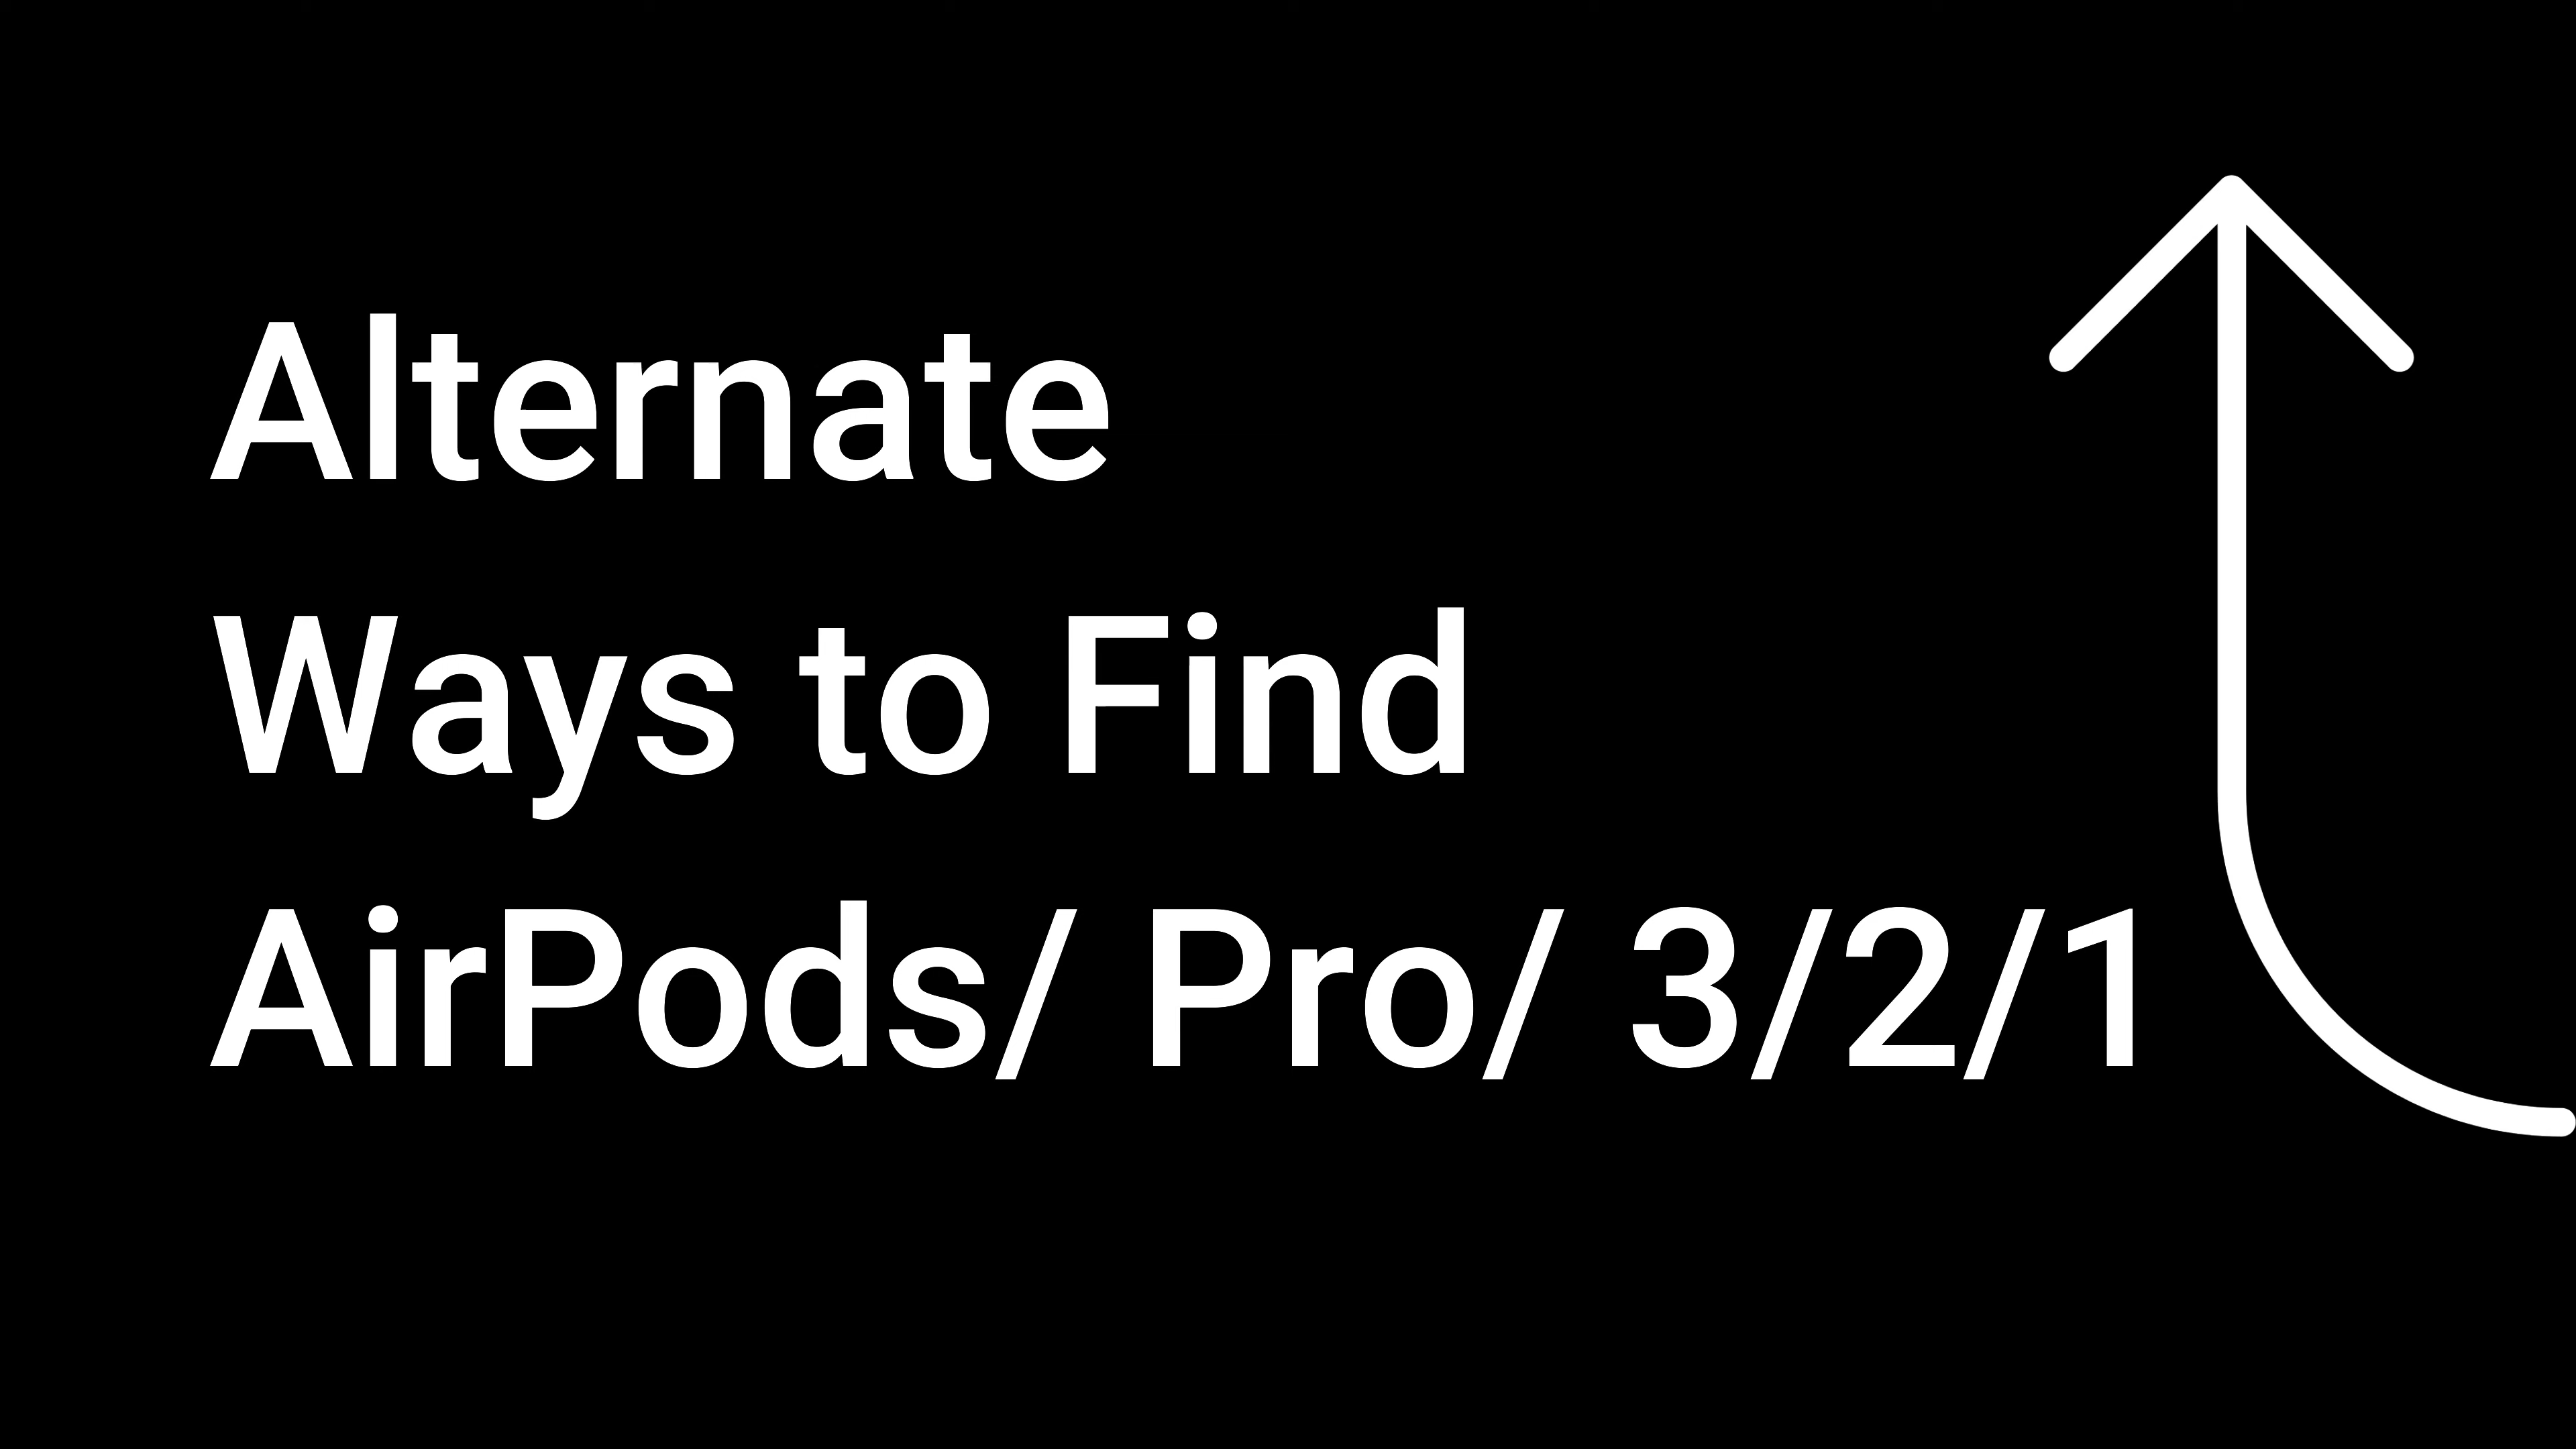 Alternate
Ways to Find
AirPods/ Pro/ 3/2/1